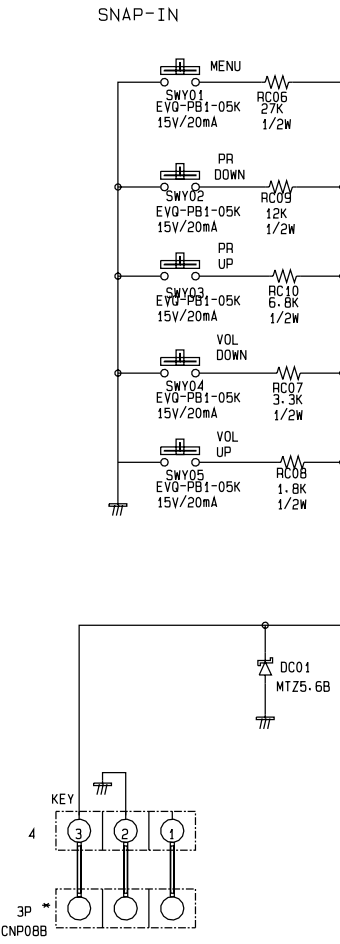 SNAP-IN
MENU
SWY01
EVQ-PB1-05K
15V/20mA
RC06
27K
1/2W
PR
DOWN
SWY02
EVQ-PB1-05K
15V/20mA
RC09
12K
1/2W
PR
UP
SWY03
EVQ-PB1-05K
15V/20mA
RC10
6.8K
1/2W
VOL
DOWN
SWY04
EVQ-PB1-05K
15V/20mA
RC07
3.3K
1/2W
VOL
UP
SWY05
EVQ-PB1-05K
15V/20mA
RC08
1.8K
1/2W
DC01
MTZ5.6B
KEY
4 3 2 1
3P *
CNP08B